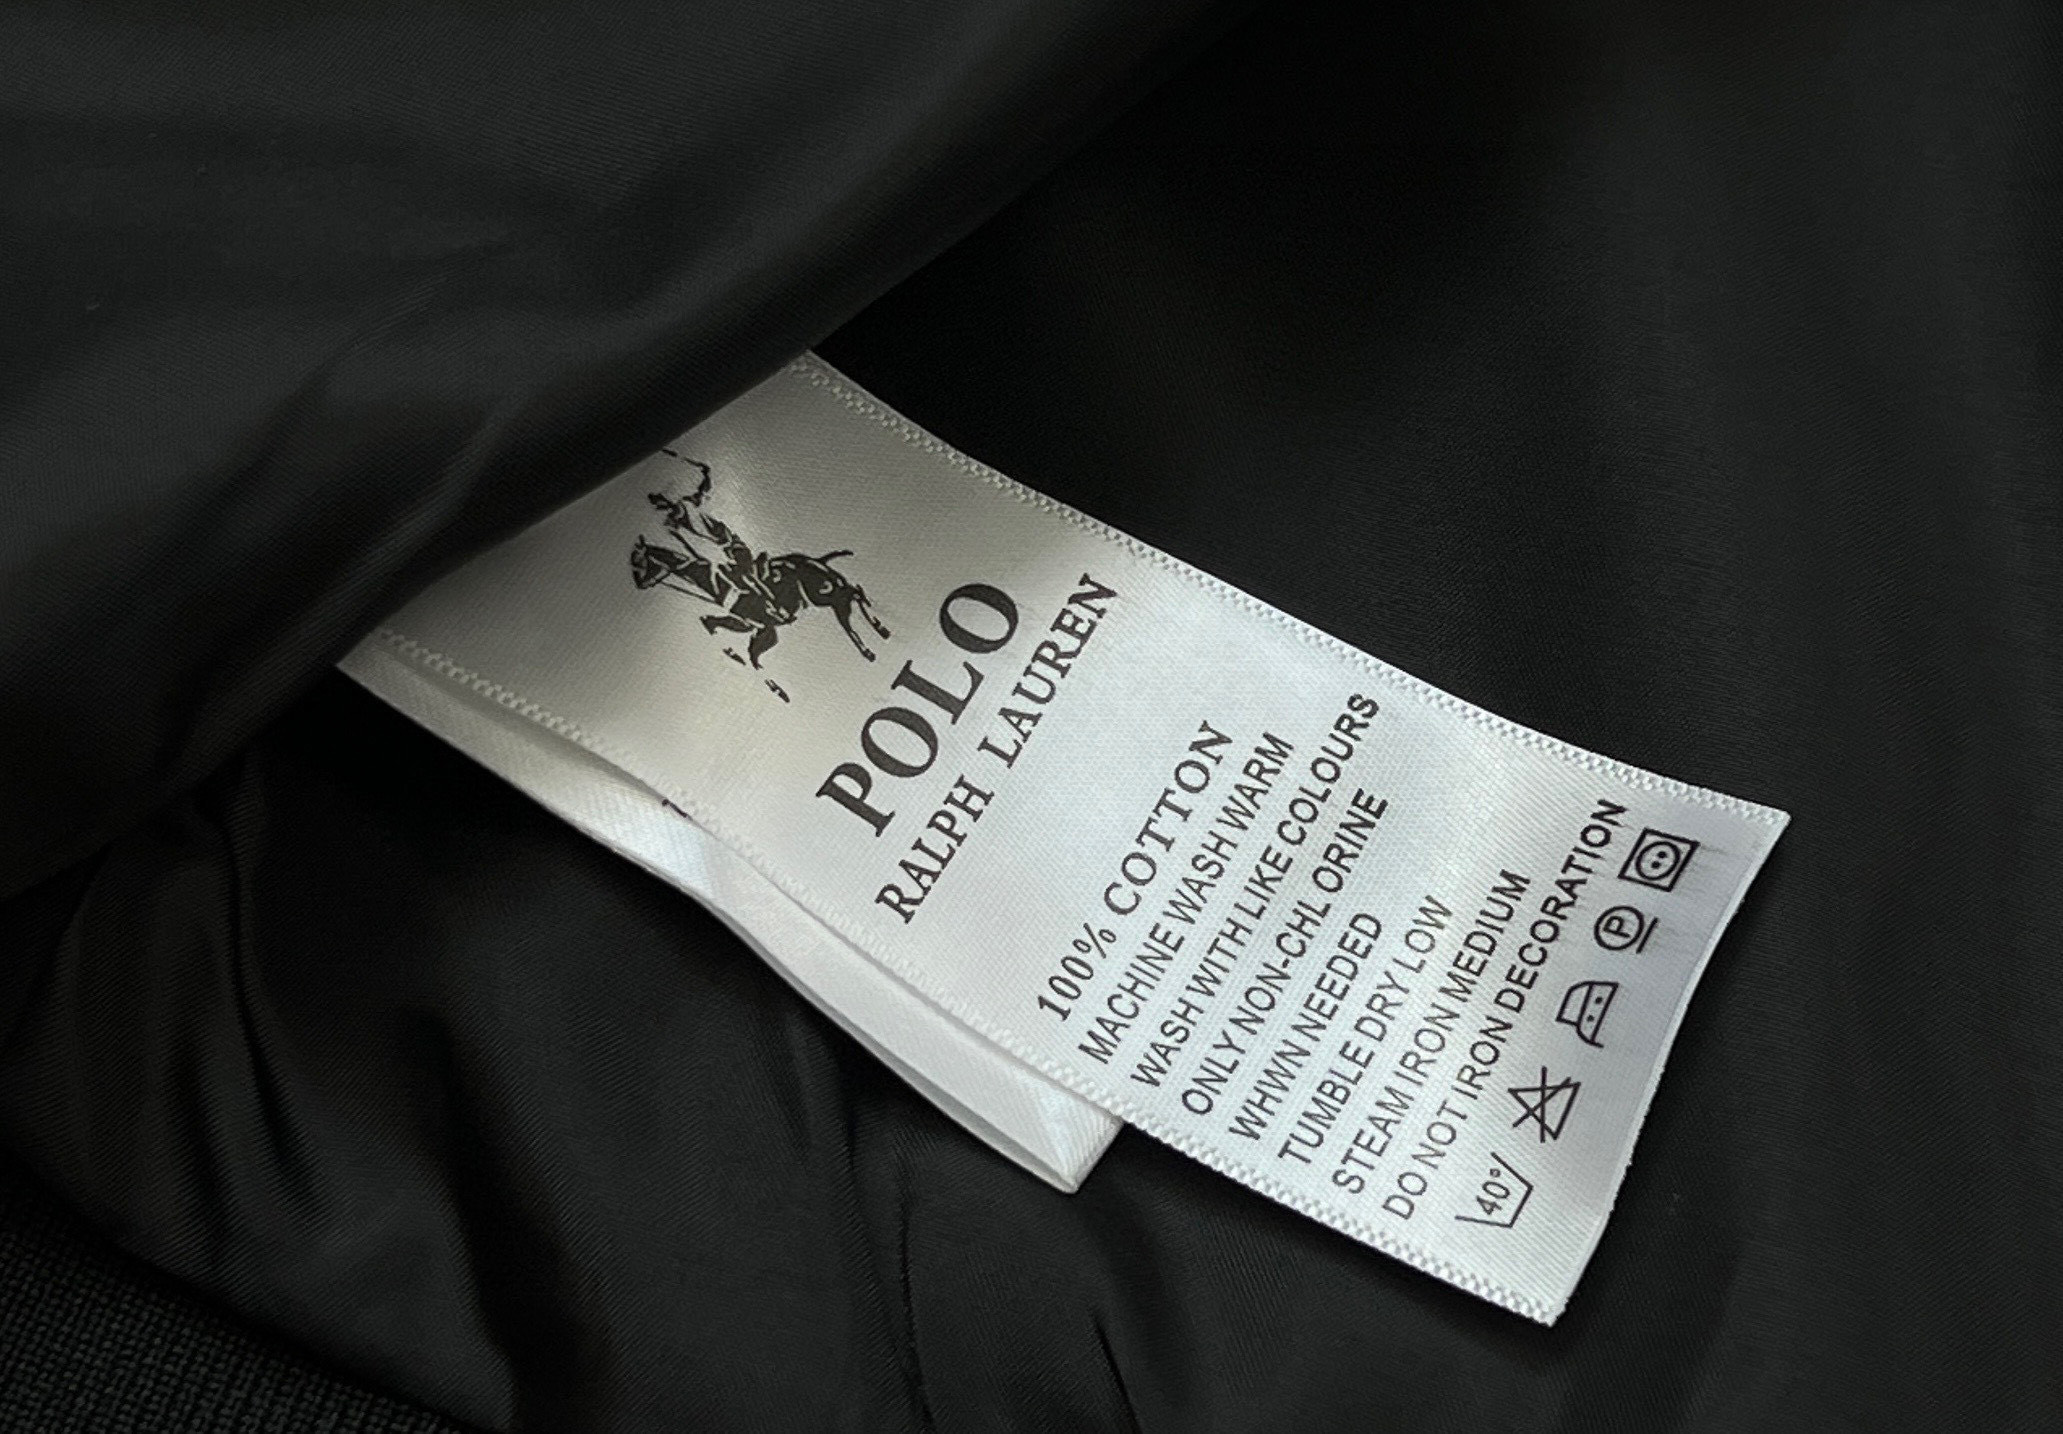 POLO
RALPH LAUREN
100% COTTON
MACHINE WASH WARM
WASH WITH LIKE COLOURS
ONLY NON-CHL ORINE
WHWN NEEDED
TUMBLE DRY LOW
STEAM IRON MEDIUM
DO NOT IRON DECORATION
40° P